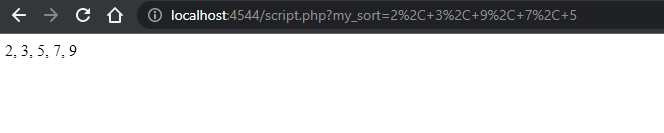 localhost:4544/script.php?my_sort=2%2C+3%2C+9%2C+7%2C+5
2, 3, 5, 7, 9